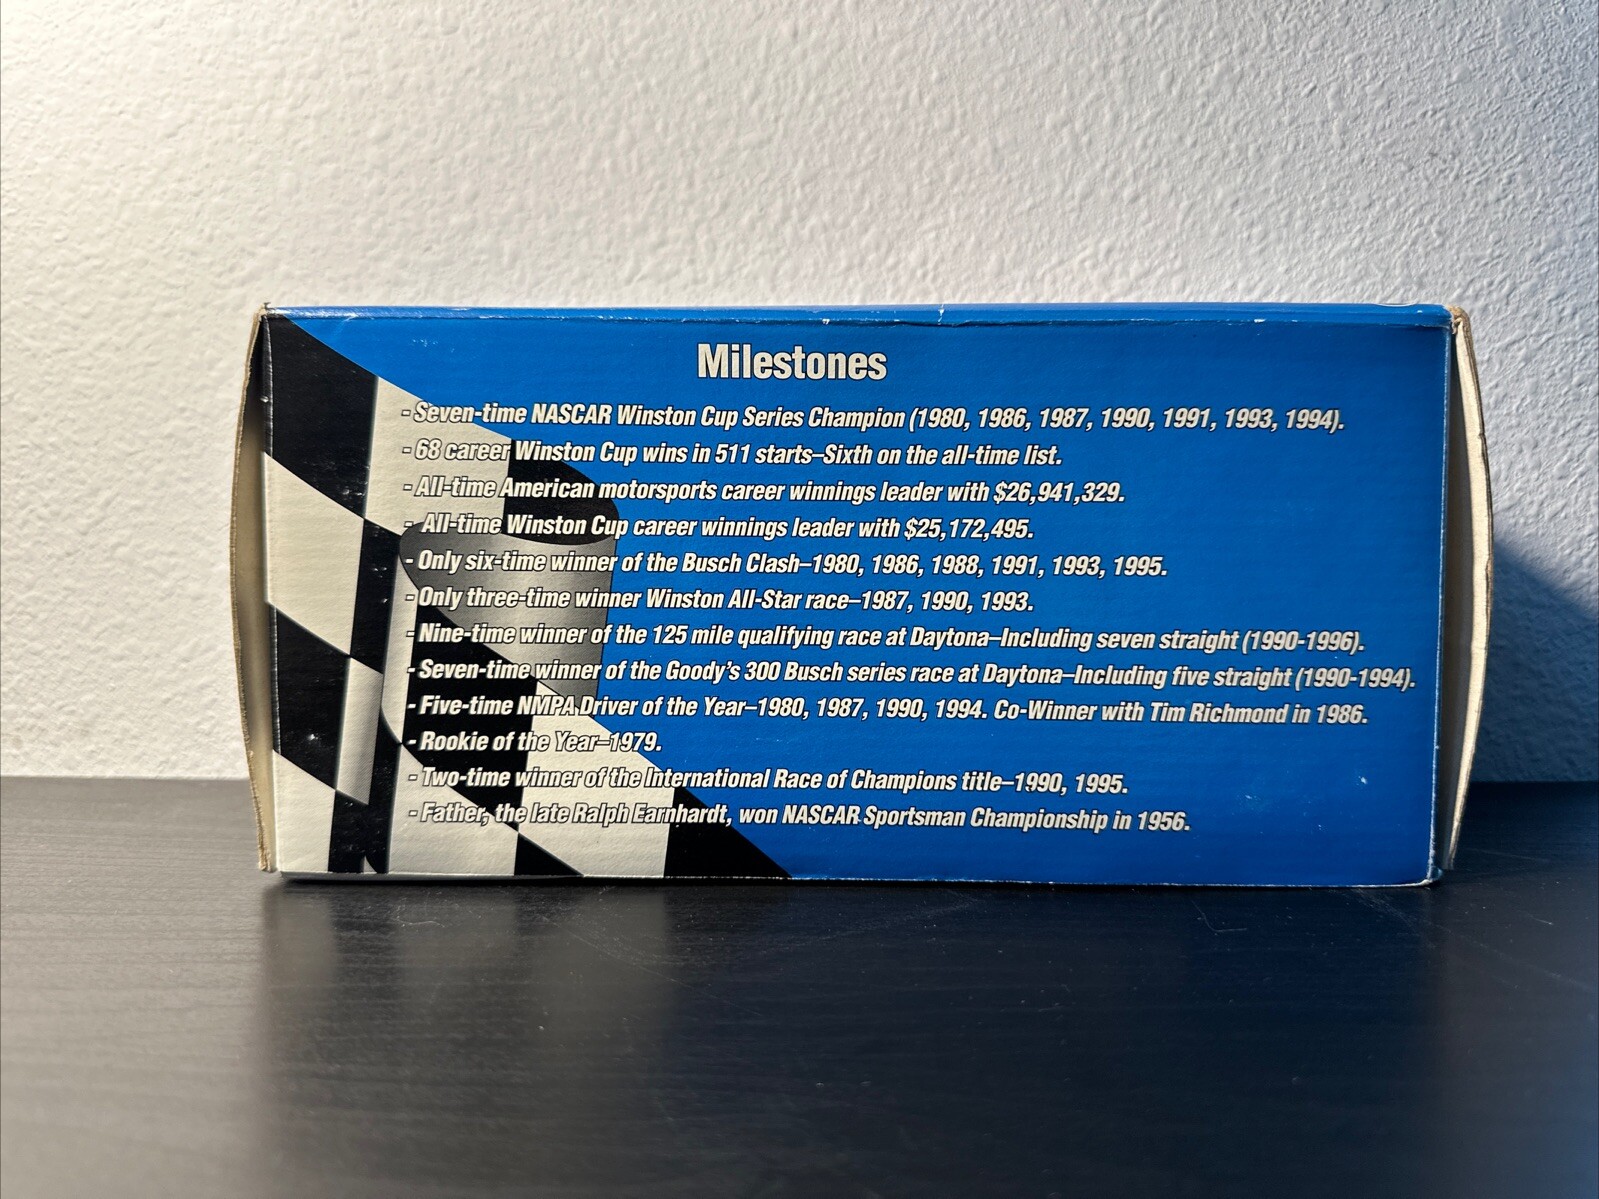 Milestones
- Seven-time NASCAR Winston Cup Series Champion (1980, 1986, 1987, 1990, 1991, 1993, 1994).
- 68 career Winston Cup wins in 511 starts–Sixth on the all-time list.
- All-time American motorsports career winnings leader with $26,941,329.
- All-time Winston Cup career winnings leader with $25,172,495.
- Only six-time winner of the Busch Clash–1980, 1986, 1988, 1991, 1993, 1995.
- Only three-time winner Winston All-Star race–1987, 1990, 1993.
- Nine-time winner of the 125 mile qualifying race at Daytona–Including seven straight (1990-1996).
- Seven-time winner of the Goody's 300 Busch series race at Daytona–Including five straight (1990-1994).
- Five-time NMPA Driver of the Year–1980, 1987, 1990, 1994. Co-Winner with Tim Richmond in 1986.
- Rookie of the Year–1979.
- Two-time winner of the International Race of Champions title–1990, 1995.
- Father, the late Ralph Earnhardt, won NASCAR Sportsman Championship in 1956.